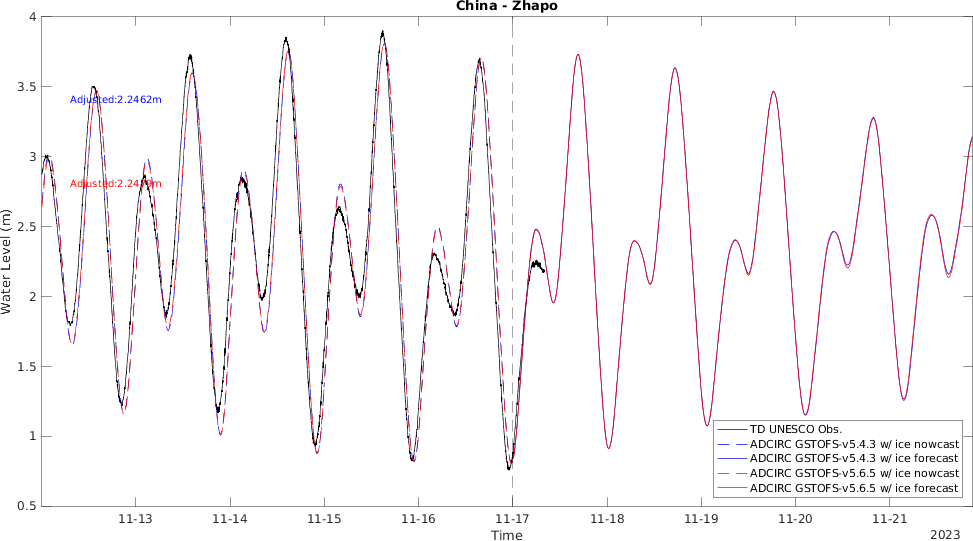 China - Zhapo
4
3.5
3
2.5
2
1.5
1
0.5
Water Level (m)
Adjusted:2.2462m
11-13
11-14
11-15
11-16
11-17
11-18
11-19
11-20
11-21
Time
2023
TD UNESCO Obs.
ADCIRC GSTOFS-v5.4.3 w/ ice nowcast
ADCIRC GSTOFS-v5.4.3 w/ ice forecast
ADCIRC GSTOFS-v5.6.5 w/ ice nowcast
ADCIRC GSTOFS-v5.6.5 w/ ice forecast